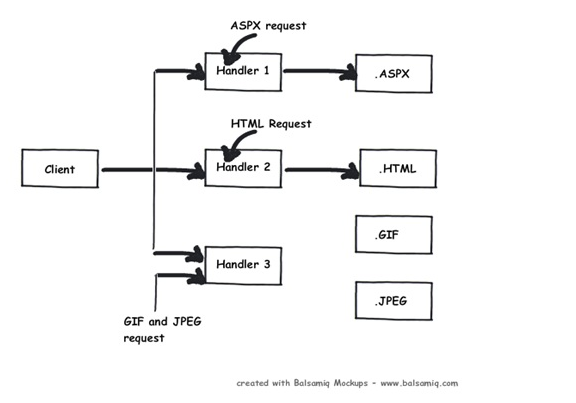 ASPX request
Handler 1
.ASPX
HTML Request
Client
Handler 2
.HTML
.GIF
Handler 3
.JPEG
GIF and JPEG
request
created with Balsamiq Mockups - www.balsamiq.com